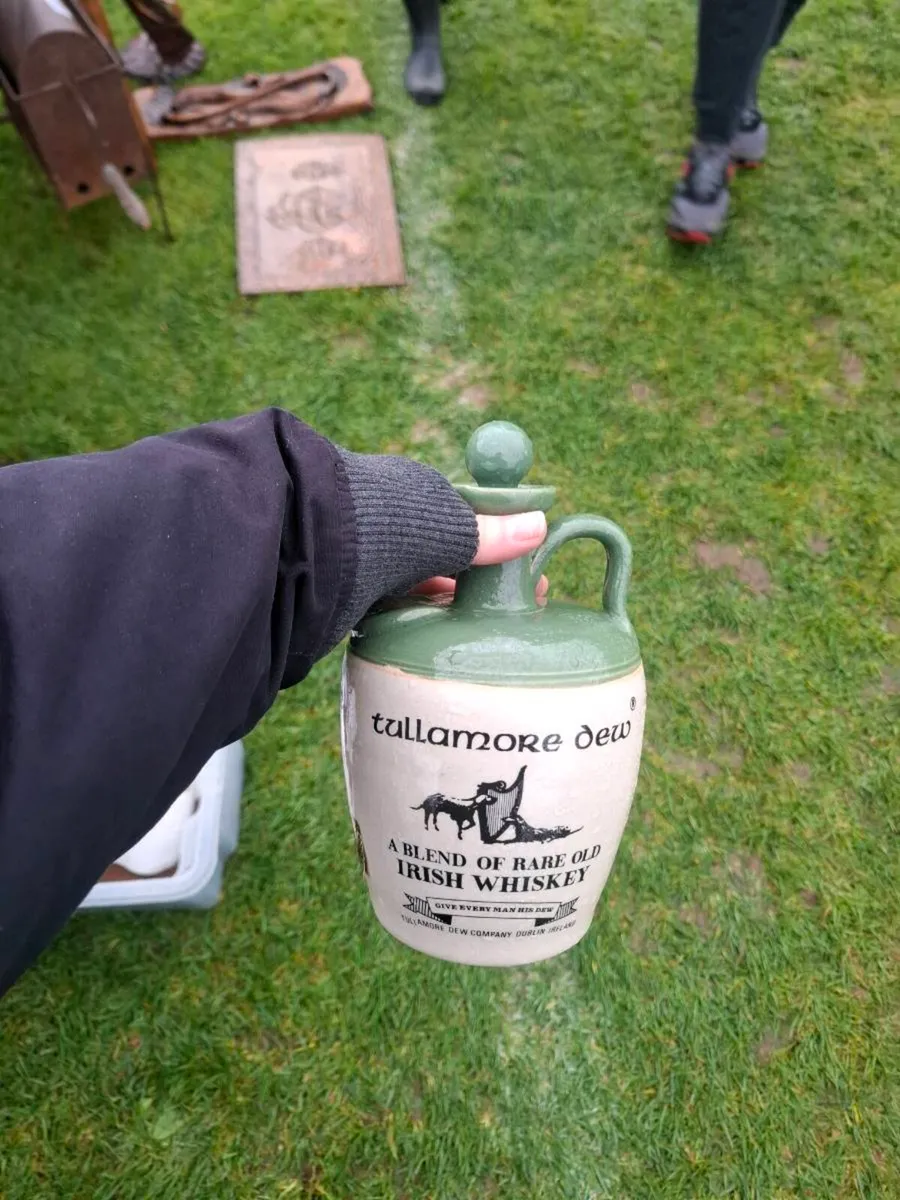 tullamore dew®
A BLEND OF RARE OLD
IRISH WHISKEY
GIVE EVERY MAN HIS DEW
TULLAMORE DEW COMPANY DUBLIN IRELAND